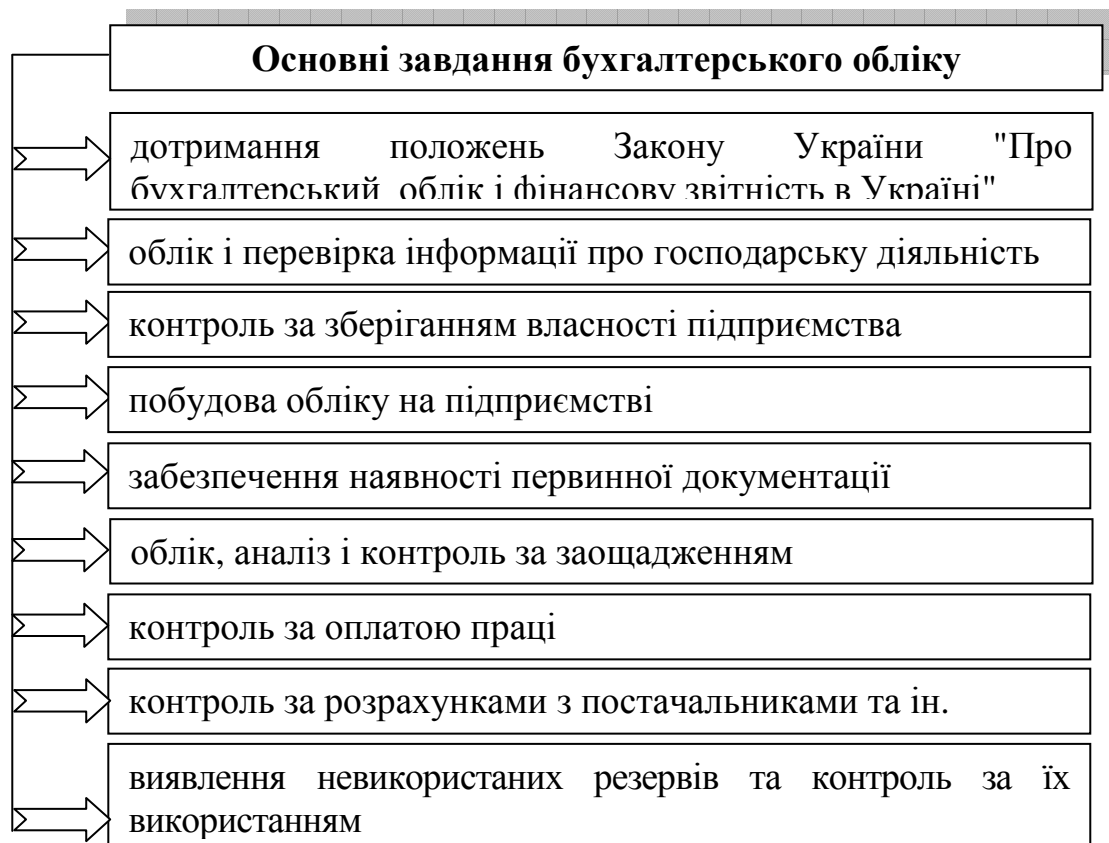 Основні завдання бухгалтерського обліку
дотримання положень Закону України "Про
бухгалтерський облік і фінансову звітність в Україні"
облік і перевірка інформації про господарську діяльність
контроль за зберіганням власності підприємства
побудова обліку на підприємстві
забезпечення наявності первинної документації
облік, аналіз і контроль за заощадженням
контроль за оплатою праці
контроль за розрахунками з постачальниками та ін.
виявлення невикористаних резервів та контроль за їх
використанням